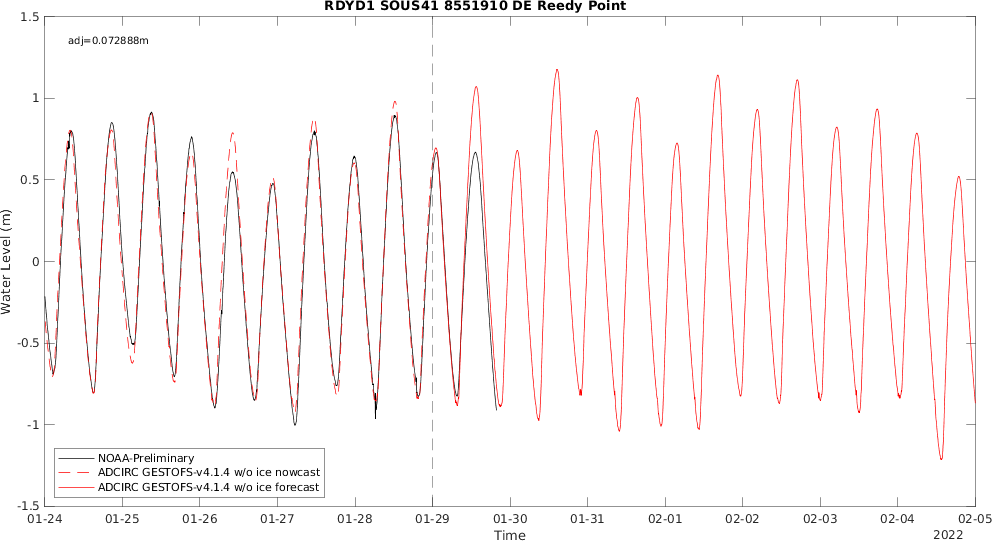 RDYD1 SOUS41 8551910 DE Reedy Point
adj=0.072888m
1.5
1
0.5
0
-0.5
-1
-1.5
Water Level (m)
NOAA-Preliminary
ADCIRC GESTOFS-v4.1.4 w/o ice nowcast
ADCIRC GESTOFS-v4.1.4 w/o ice forecast
01-24 01-25 01-26 01-27 01-28 01-29 01-30 01-31 02-01 02-02 02-03 02-04 02-05
Time
2022